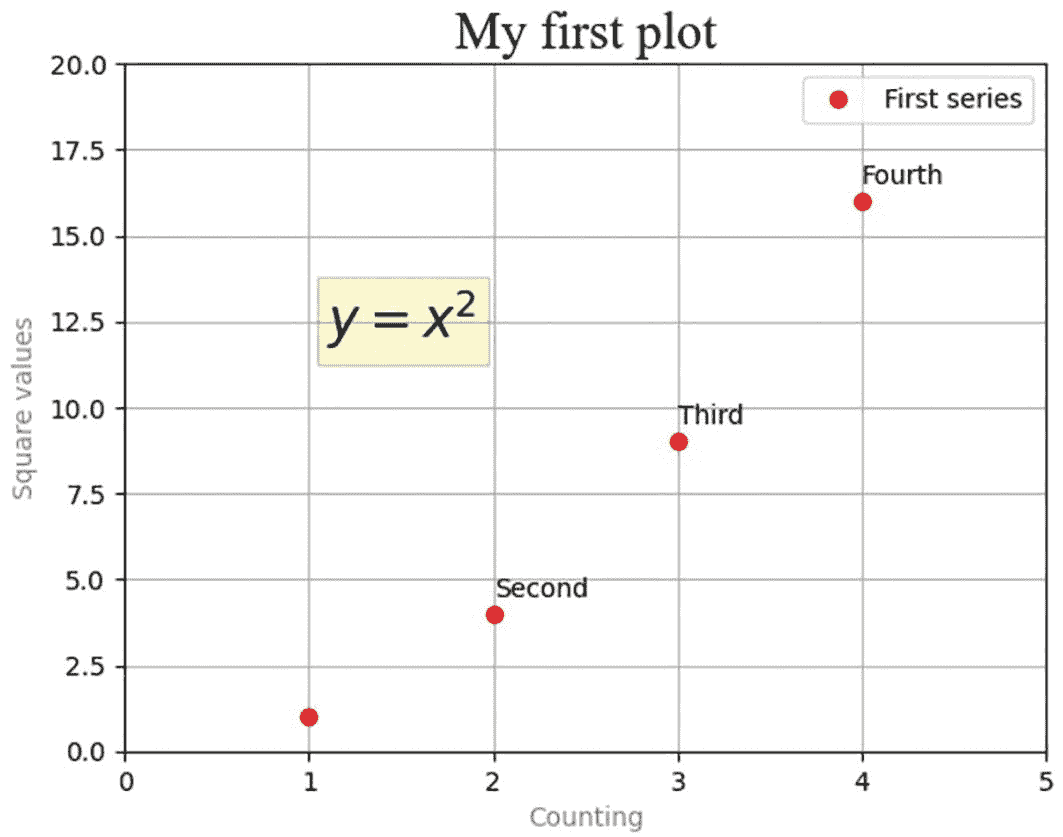 My first plot
20.0
First series
17.5
Fourth
15.0
y = x²
12.5
Square values
10.0
Third
7.5
5.0
Second
2.5
0.0
0 1 2 3 4 5
Counting